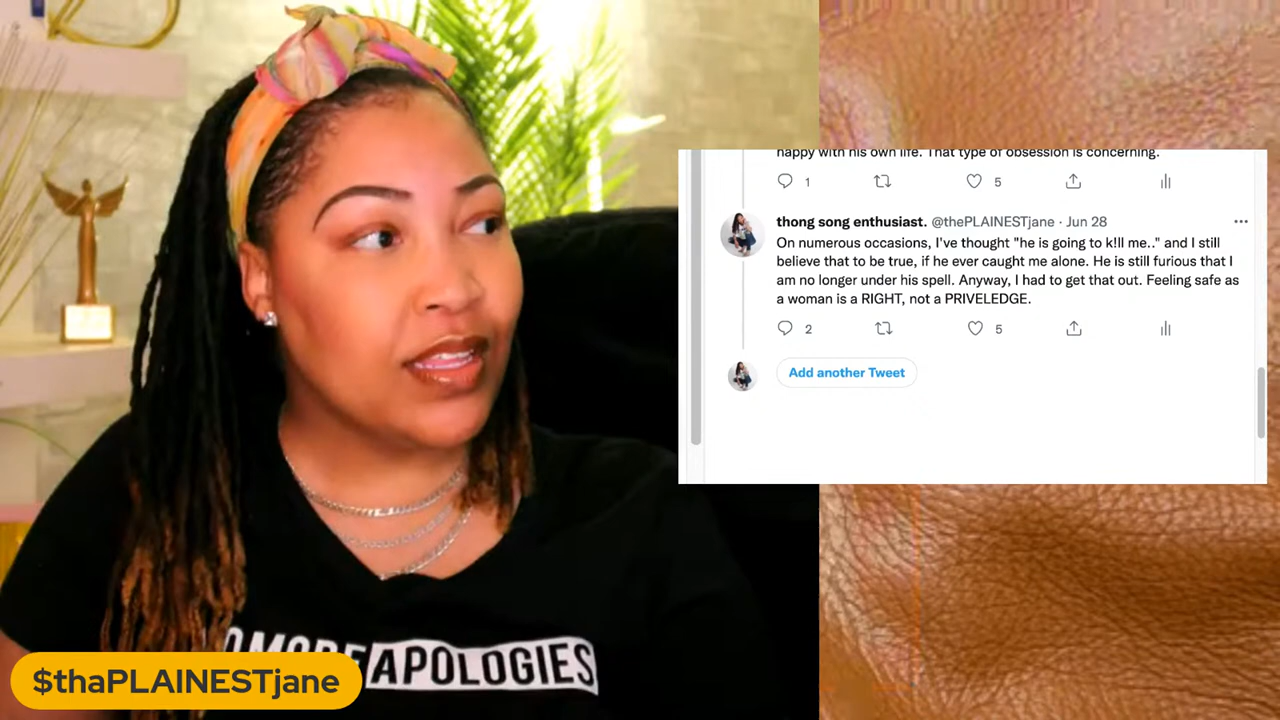 happy with his own life. That type of obsession is concerning.
1 5
thong song enthusiast. @thePLAINESTjane · Jun 28
On numerous occasions, I've thought "he is going to k!ll me.." and I still
believe that to be true, if he ever caught me alone. He is still furious that I
am no longer under his spell. Anyway, I had to get that out. Feeling safe as
a woman is a RIGHT, not a PRIVELEDGE.
2 5
Add another Tweet
OMOREAPOLOGIES
$thaPLAINESTjane